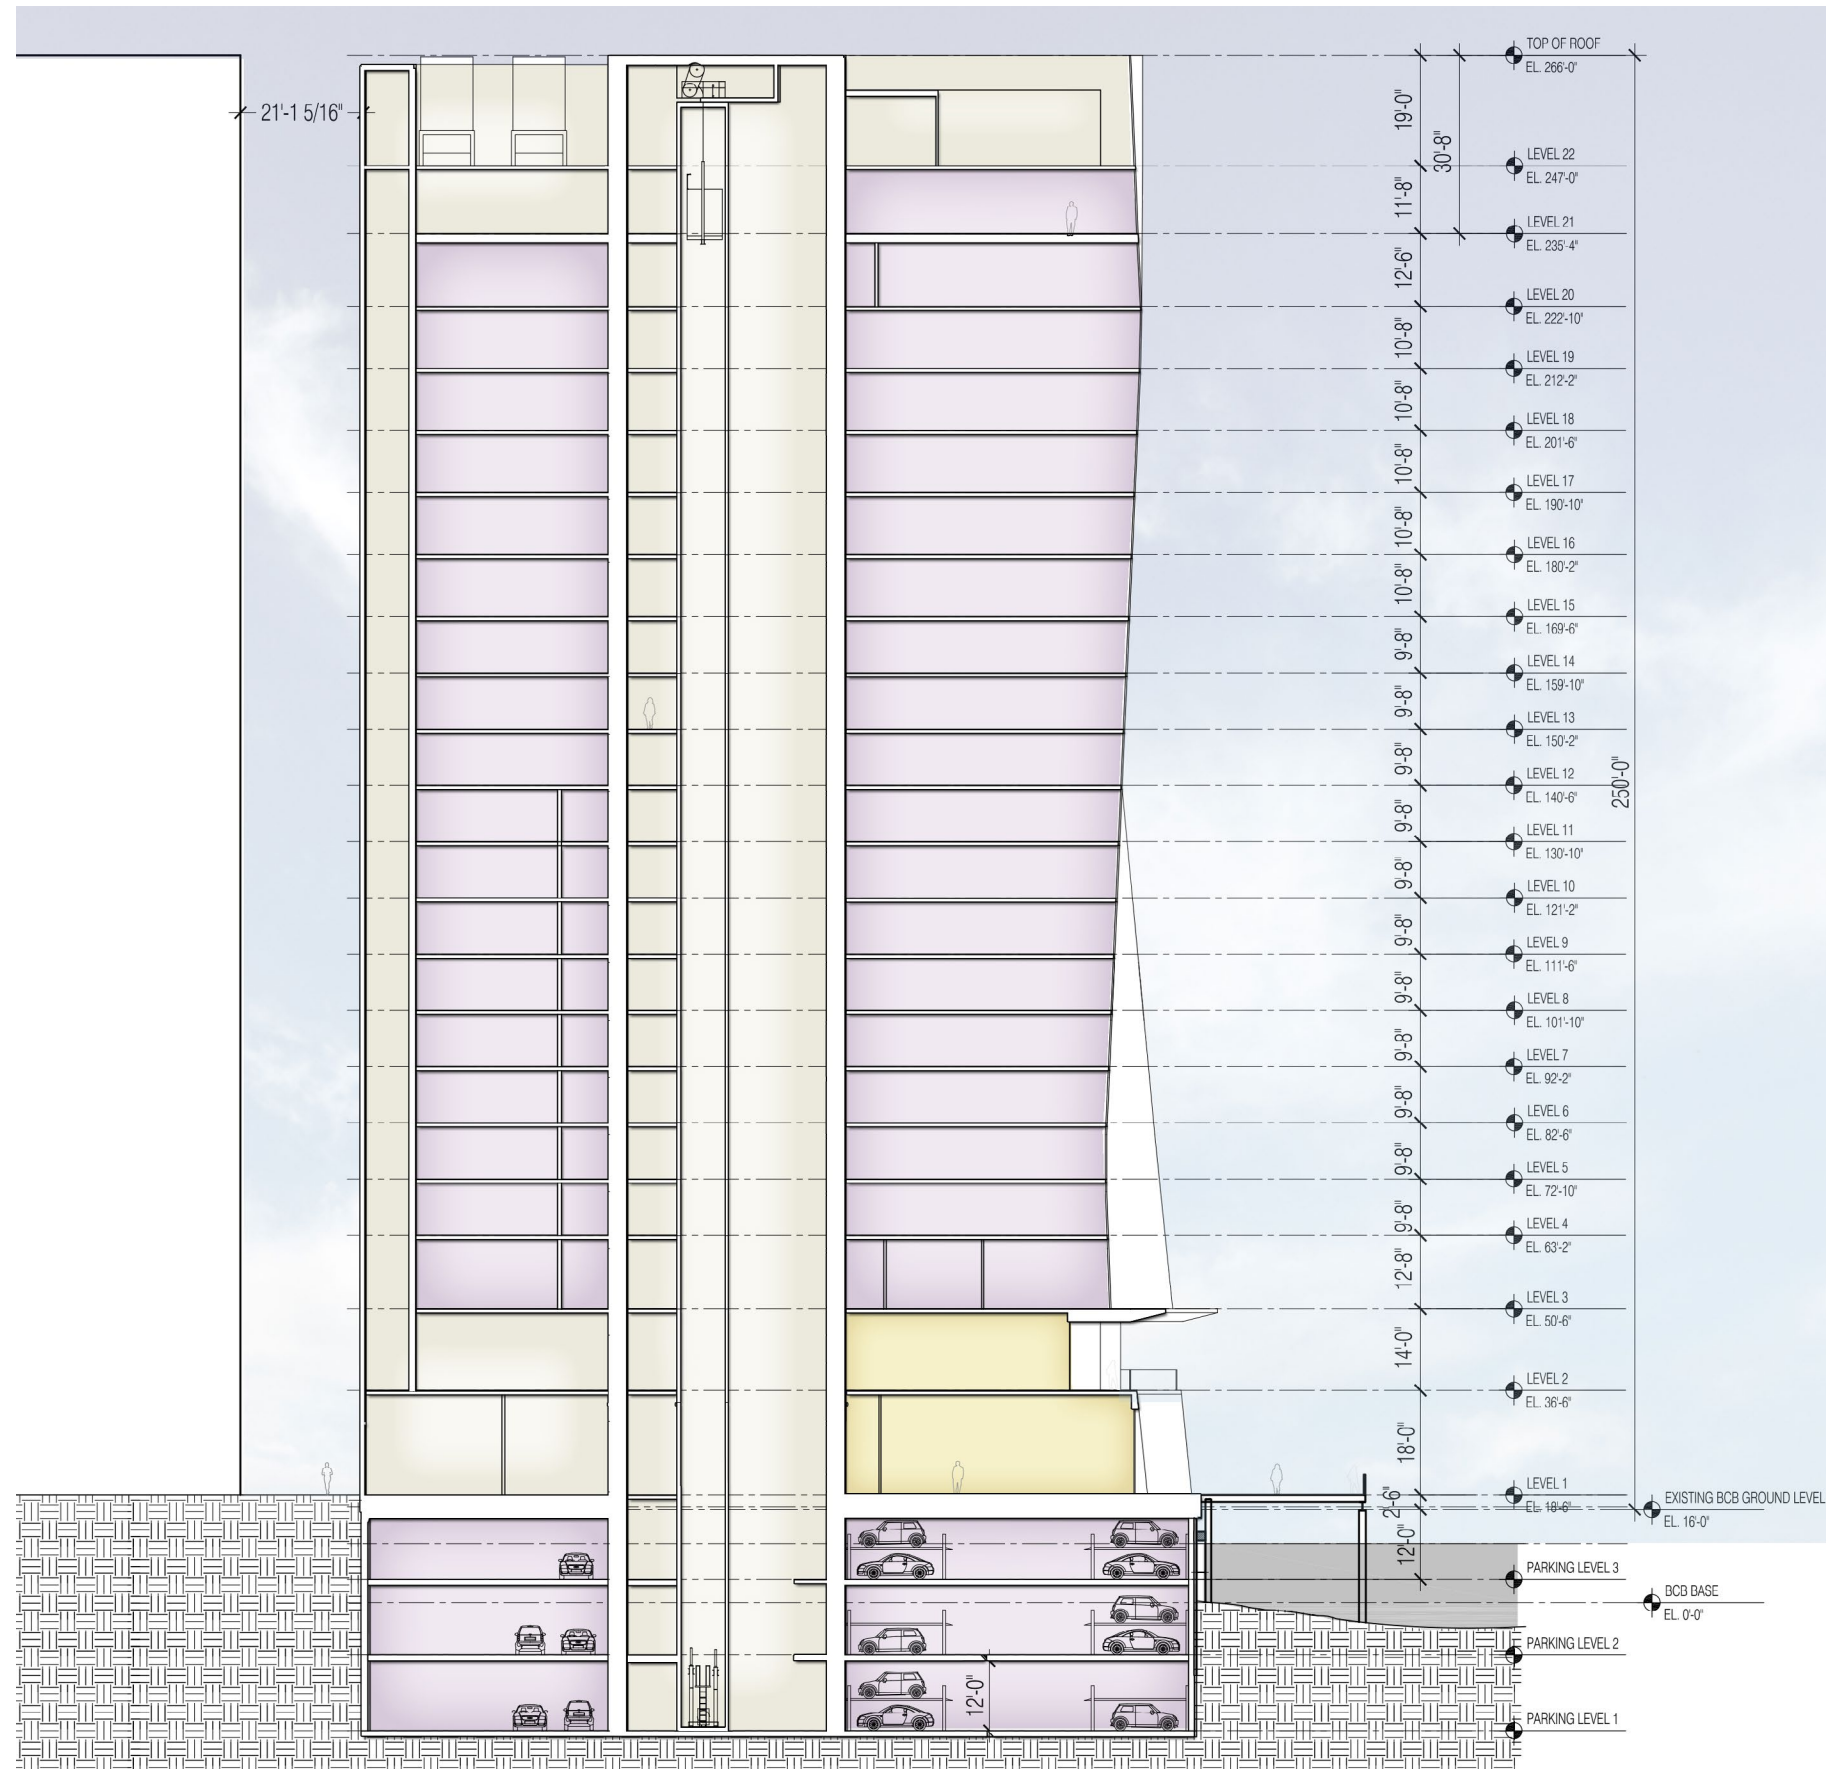 TOP OF ROOF
EL. 266'-0"
21'-1 5/16"
19'-0"
30'-8"
LEVEL 22
EL. 247'-0"
11'-8"
LEVEL 21
EL. 235'-4"
12'-6"
LEVEL 20
EL. 222'-10"
10'-8"
LEVEL 19
EL. 212'-2"
10'-8"
LEVEL 18
EL. 201'-6"
10'-8"
LEVEL 17
EL. 190'-10"
10'-8"
LEVEL 16
EL. 180'-2"
10'-8"
LEVEL 15
EL. 169'-6"
9'-8"
LEVEL 14
EL. 159'-10"
9'-8"
LEVEL 13
EL. 150'-2"
9'-8"
LEVEL 12
EL. 140'-6"
250'-0"
9'-8"
LEVEL 11
EL. 130'-10"
9'-8"
LEVEL 10
EL. 121'-2"
9'-8"
LEVEL 9
EL. 111'-6"
9'-8"
LEVEL 8
EL. 101'-10"
9'-8"
LEVEL 7
EL. 92'-2"
9'-8"
LEVEL 6
EL. 82'-6"
9'-8"
LEVEL 5
EL. 72'-10"
9'-8"
LEVEL 4
EL. 63'-2"
12'-8"
LEVEL 3
EL. 50'-6"
14'-0"
LEVEL 2
EL. 36'-6"
18'-0"
LEVEL 1
EL. 18'-6"
2'-6"
EXISTING BCB GROUND LEVEL
EL. 16'-0"
12'-0"
PARKING LEVEL 3
BCB BASE
EL. 0'-0"
PARKING LEVEL 2
12'-0"
PARKING LEVEL 1